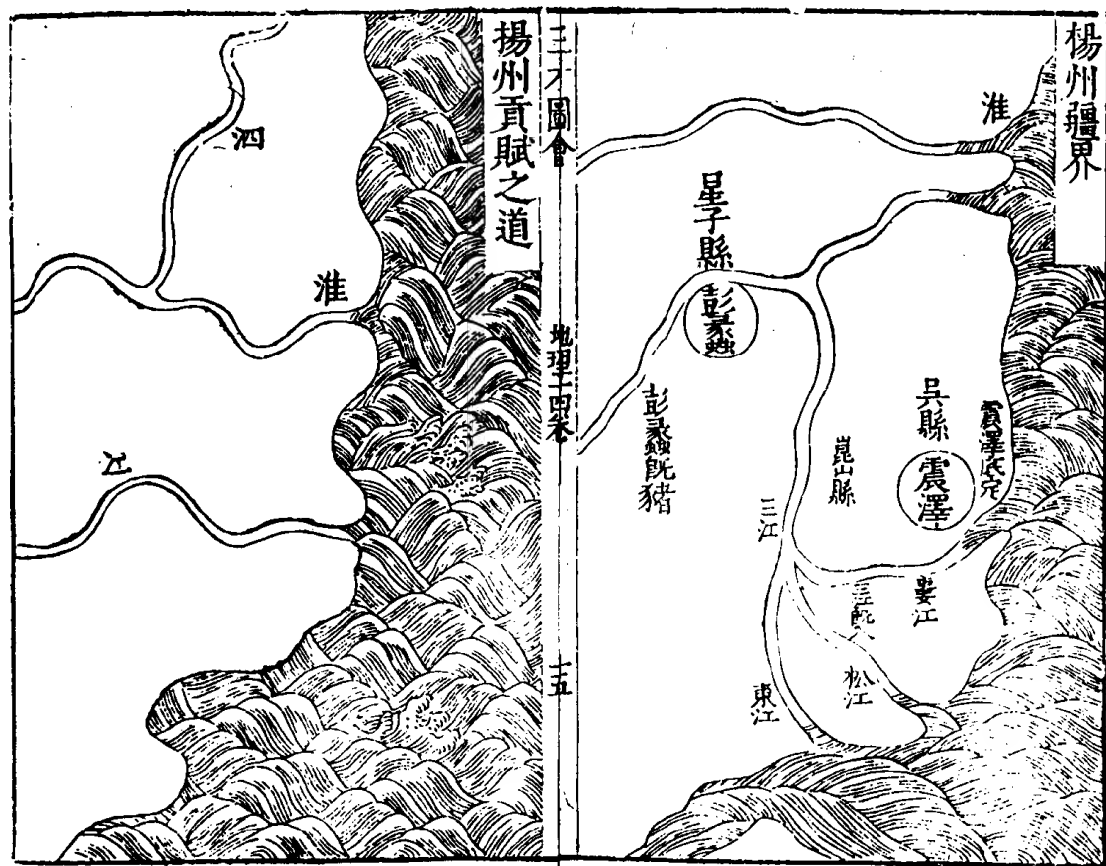 楊州疆界
淮
星子縣
彭蠡
彭蠡既豬
吳縣
震澤
震澤底定
崑山縣
三江
婁江
三江既入
松江
東江
三才圖會
地理十四卷
十五
揚州貢賦之道
泗
淮
江